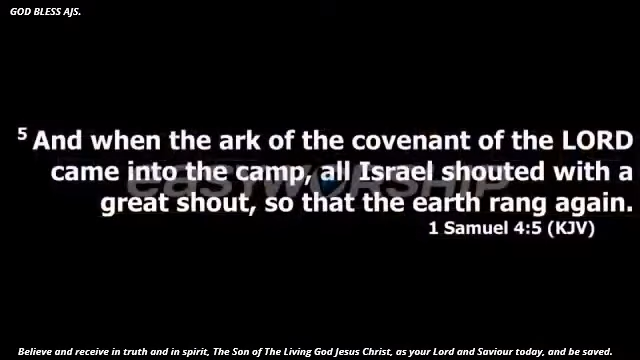 GOD BLESS AJS.
5 And when the ark of the covenant of the LORD
came into the camp, all Israel shouted with a
great shout, so that the earth rang again.
1 Samuel 4:5 (KJV)
easyworship
Believe and receive in truth and in spirit, The Son of The Living God Jesus Christ, as your Lord and Saviour today, and be saved.